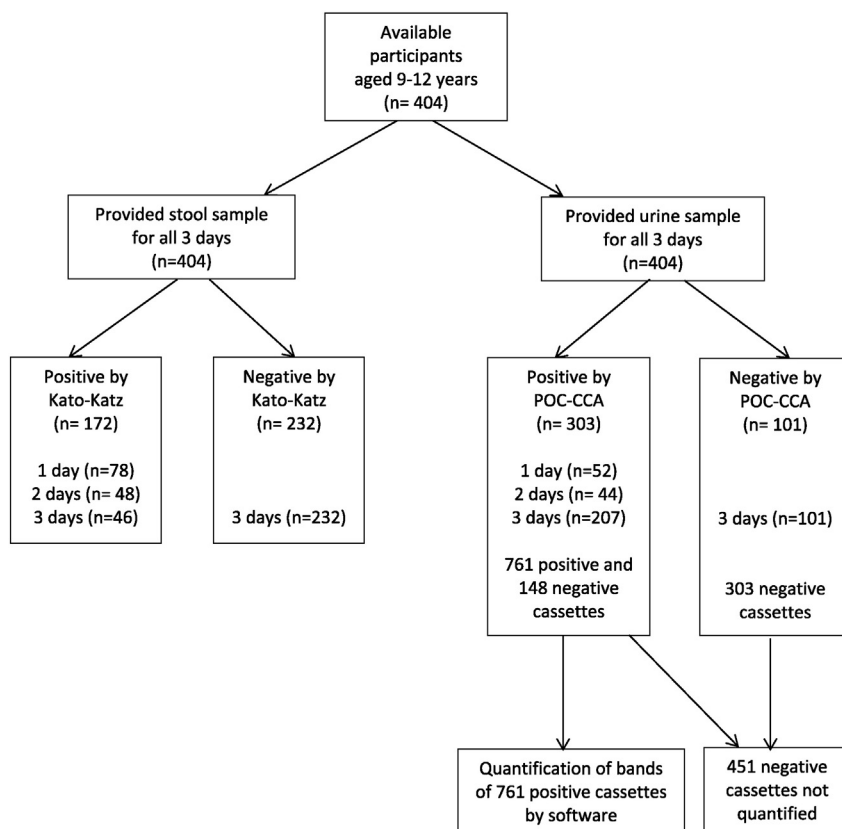 Available
participants
aged 9-12 years
(n= 404)
Provided stool sample
for all 3 days
(n=404)
Provided urine sample
for all 3 days
(n=404)
Positive by
Kato-Katz
(n= 172)
1 day (n=78)
2 days (n= 48)
3 days (n=46)
Negative by
Kato-Katz
(n= 232)
3 days (n=232)
Positive by
POC-CCA
(n= 303)
1 day (n=52)
2 days (n= 44)
3 days (n=207)
761 positive and
148 negative
cassettes
Negative by
POC-CCA
(n= 101)
3 days (n=101)
303 negative
cassettes
Quantification of bands
of 761 positive cassettes
by software
451 negative
cassettes not
quantified